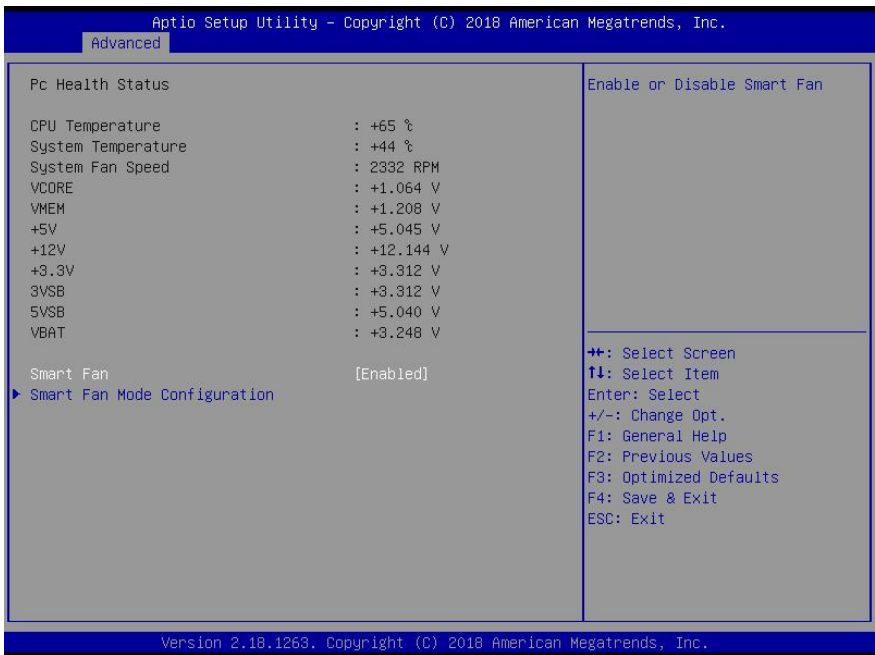 Aptio Setup Utility – Copyright (C) 2018 American Megatrends, Inc.
Advanced
Pc Health Status
CPU Temperature : +65 ℃
System Temperature : +44 ℃
System Fan Speed : 2332 RPM
VCORE : +1.064 V
VMEM : +1.208 V
+5V : +5.045 V
+12V : +12.144 V
+3.3V : +3.312 V
3VSB : +3.312 V
5VSB : +5.040 V
VBAT : +3.248 V
Smart Fan [Enabled]
▶ Smart Fan Mode Configuration
Enable or Disable Smart Fan
→←: Select Screen
↑↓: Select Item
Enter: Select
+/-: Change Opt.
F1: General Help
F2: Previous Values
F3: Optimized Defaults
F4: Save & Exit
ESC: Exit
Version 2.18.1263. Copyright (C) 2018 American Megatrends, Inc.